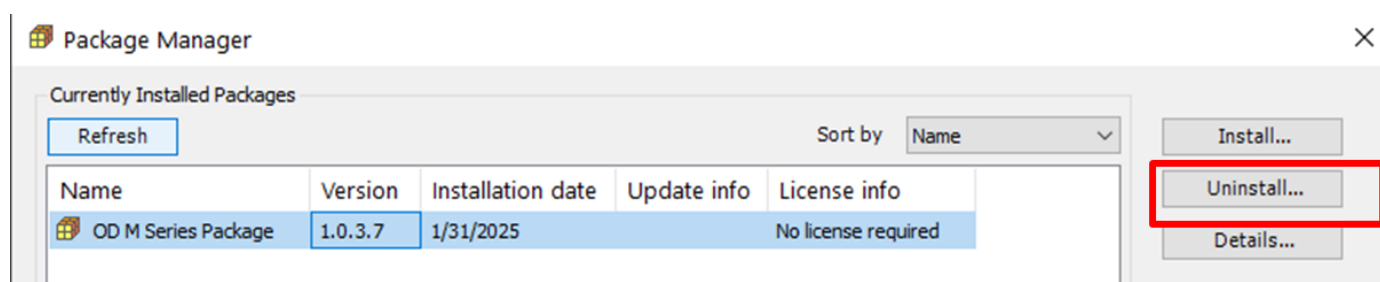 Package Manager
Currently Installed Packages
Refresh Sort by Name Install...
Name Version Installation date Update info License info Uninstall...
OD M Series Package 1.0.3.7 1/31/2025 No license required Details...